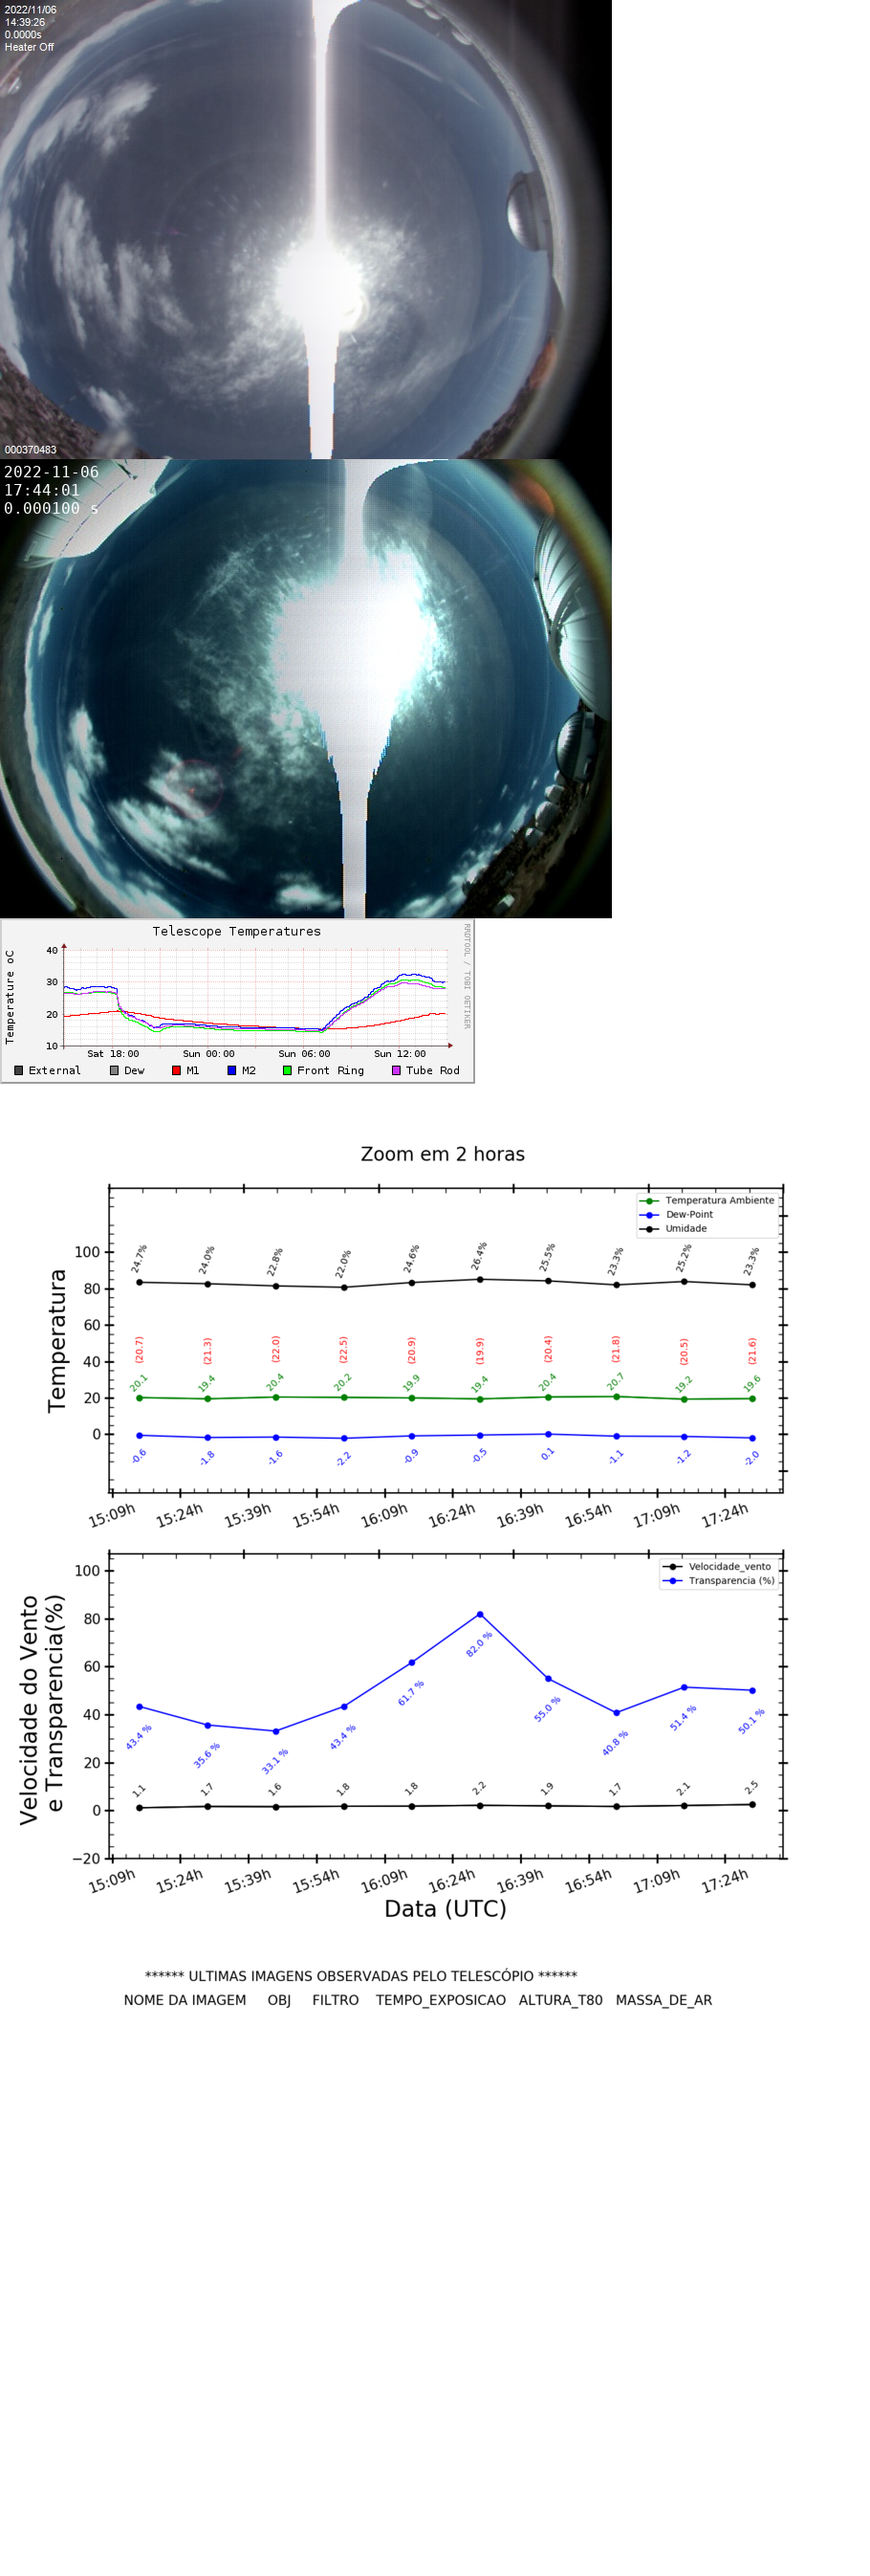 2022/11/06
14:39:26
0.0000s
Heater Off
000370483
2022-11-06
17:44:01
0.000100 s
Telescope Temperatures
RRDTOOL / TOBI OETIKER
Temperature oC
40
30
20
10
Sat 18:00 Sun 00:00 Sun 06:00 Sun 12:00
External Dew M1 M2 Front Ring Tube Rod
Zoom em 2 horas
Temperatura Ambiente
Dew-Point
Umidade
Temperatura
100
80
60
40
20
0
24.7% 24.0% 22.8% 22.0% 24.6% 26.4% 25.5% 23.3% 25.2% 23.3%
(20.7) (21.3) (22.0) (22.5) (20.9) (19.9) (20.4) (21.8) (20.5) (21.6)
20.1 19.4 20.4 20.2 19.9 19.4 20.4 20.7 19.2 19.6
-0.6 -1.8 -1.6 -2.2 -0.9 -0.5 0.1 -1.1 -1.2 -2.0
15:09h 15:24h 15:39h 15:54h 16:09h 16:24h 16:39h 16:54h 17:09h 17:24h
Velocidade_vento
Transparencia (%)
Velocidade do Vento
e Transparencia(%)
100
80
60
40
20
0
−20
43.4 % 35.6 % 33.1 % 43.4 % 61.7 % 82.0 % 55.0 % 40.8 % 51.4 % 50.1 %
1.1 1.7 1.6 1.8 1.8 2.2 1.9 1.7 2.1 2.5
15:09h 15:24h 15:39h 15:54h 16:09h 16:24h 16:39h 16:54h 17:09h 17:24h
Data (UTC)
****** ULTIMAS IMAGENS OBSERVADAS PELO TELESCÓPIO ******
NOME DA IMAGEM OBJ FILTRO TEMPO_EXPOSICAO ALTURA_T80 MASSA_DE_AR